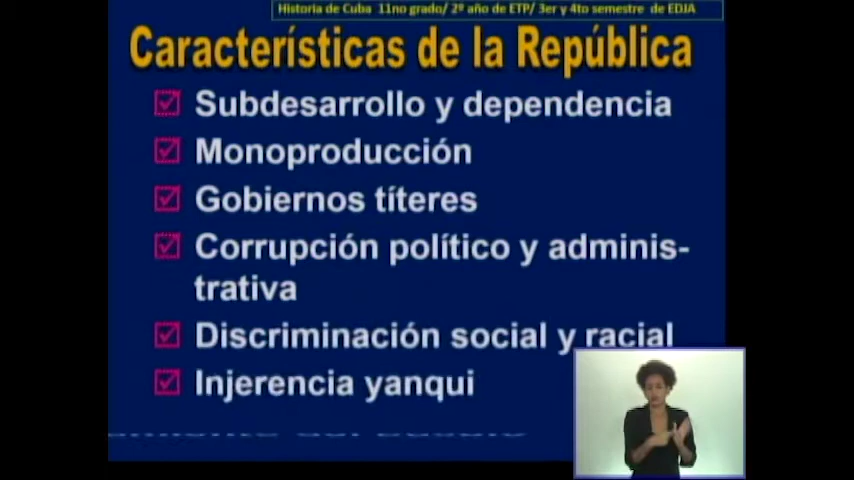 Historia de Cuba 11no grado/ 2º año de ETP/ 3er y 4to semestre de EDJA
Características de la República
Subdesarrollo y dependencia
Monoproducción
Gobiernos títeres
Corrupción político y adminis-
trativa
Discriminación social y racial
Injerencia yanqui